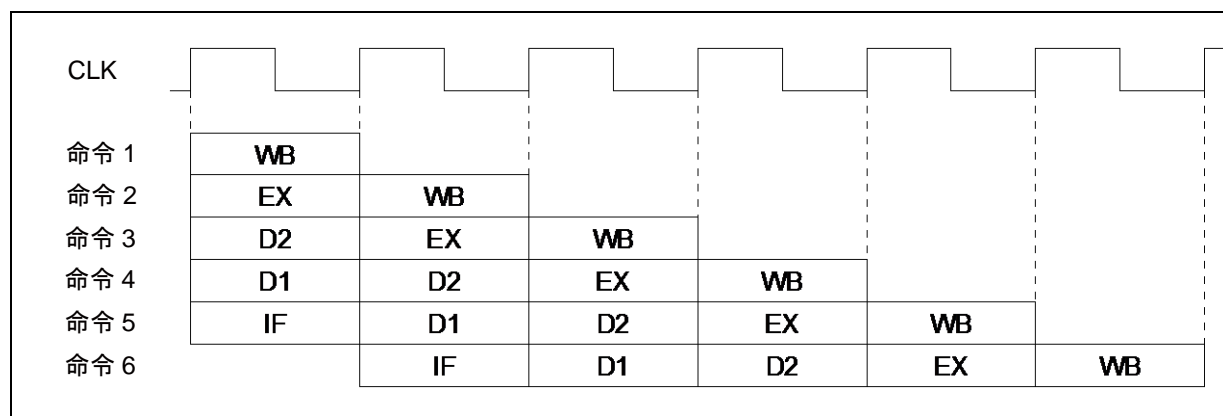 CLK
命令 1 WB
命令 2 EX WB
命令 3 D2 EX WB
命令 4 D1 D2 EX WB
命令 5 IF D1 D2 EX WB
命令 6 IF D1 D2 EX WB